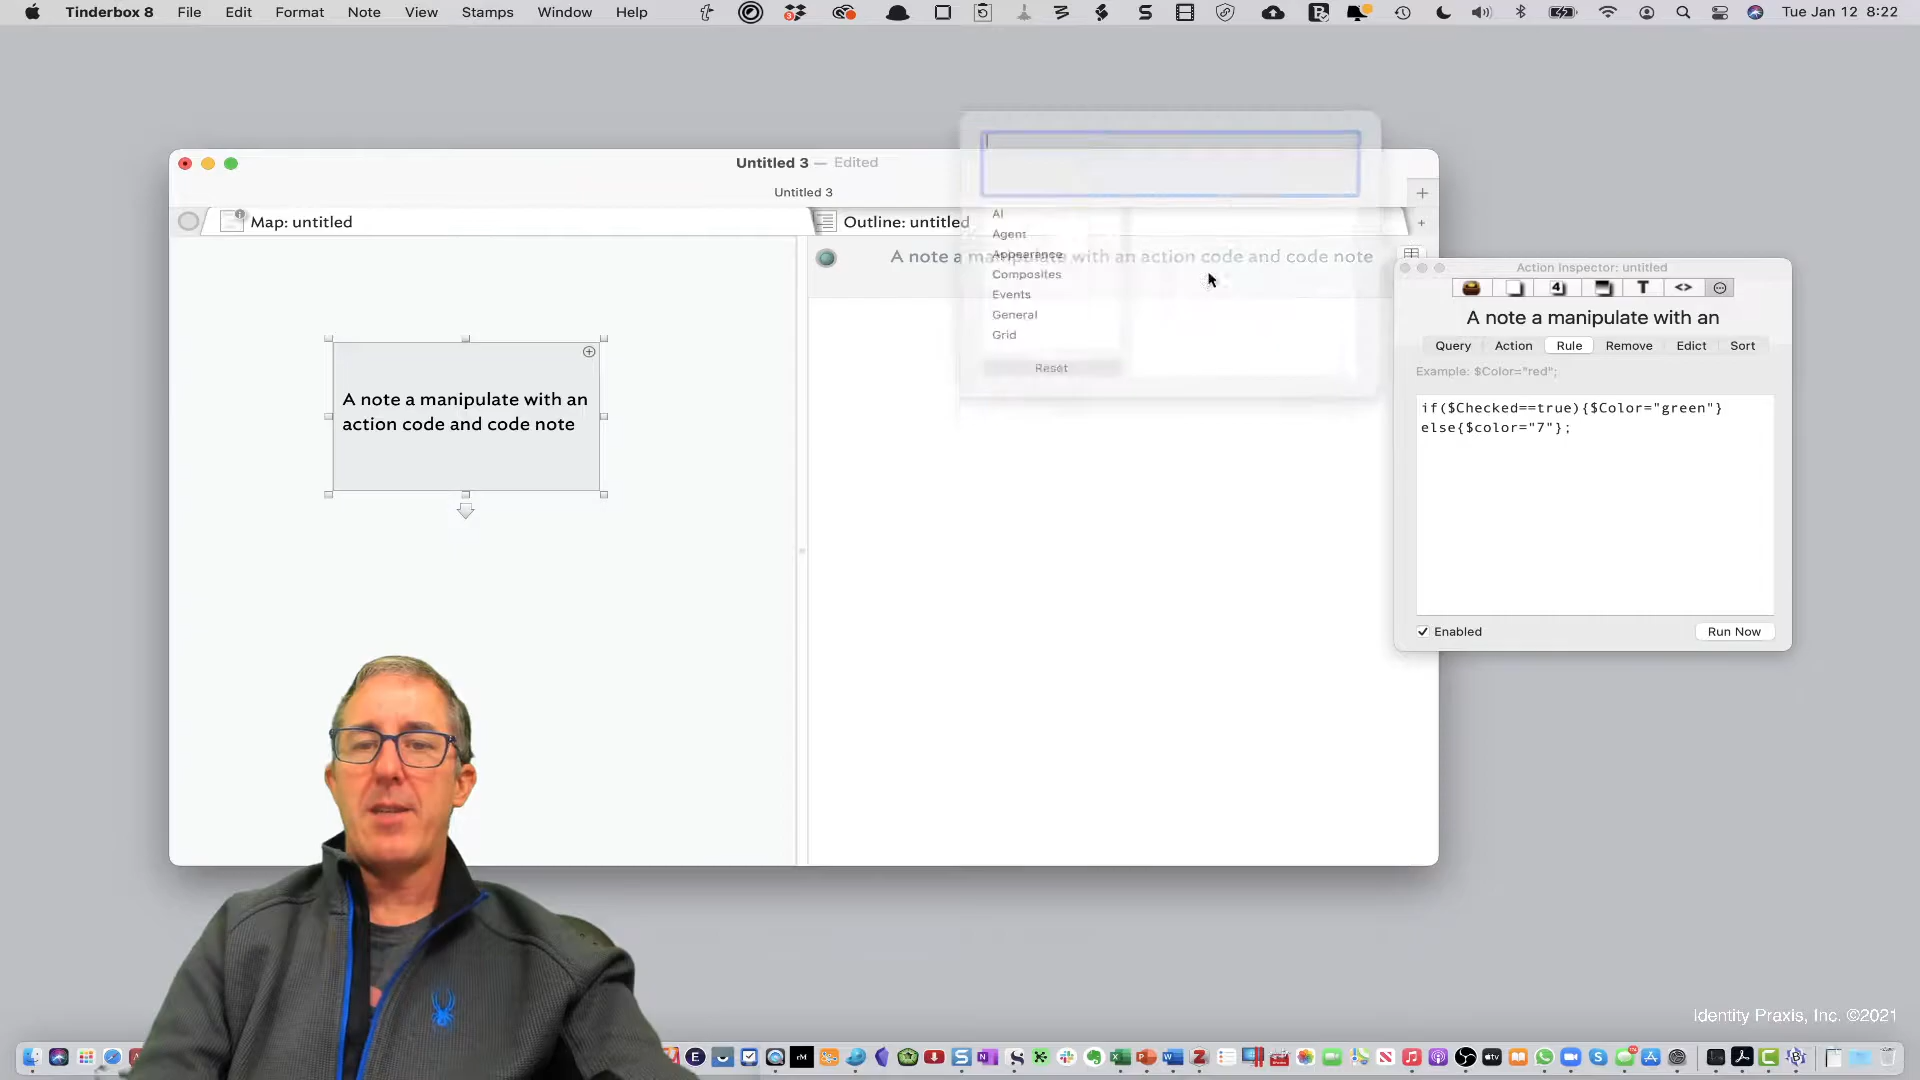 Tinderbox 8 File Edit Format Note View Stamps Window Help Tue Jan 12 8:22
Untitled 3 — Edited
Untitled 3
Map: untitled
Outline: untitled
A note a manipulate with an action code and code note
AI
Agent
Appearance
Composites
Events
General
Grid
Reset
A note a manipulate with an
action code and code note
Action Inspector: untitled
A note a manipulate with an
Query Action Rule Remove Edict Sort
Example: $Color="red";
if($Checked==true){$Color="green"}
else{$color="7"};
Enabled
Run Now
Identity Praxis, Inc. ©2021